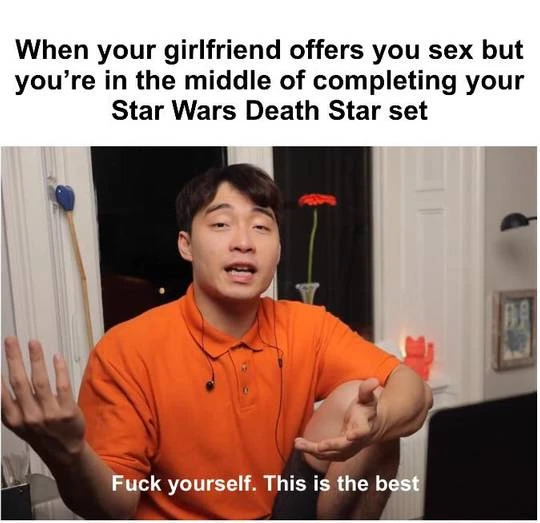 When your girlfriend offers you sex but
you’re in the middle of completing your
Star Wars Death Star set
Fuck yourself. This is the best